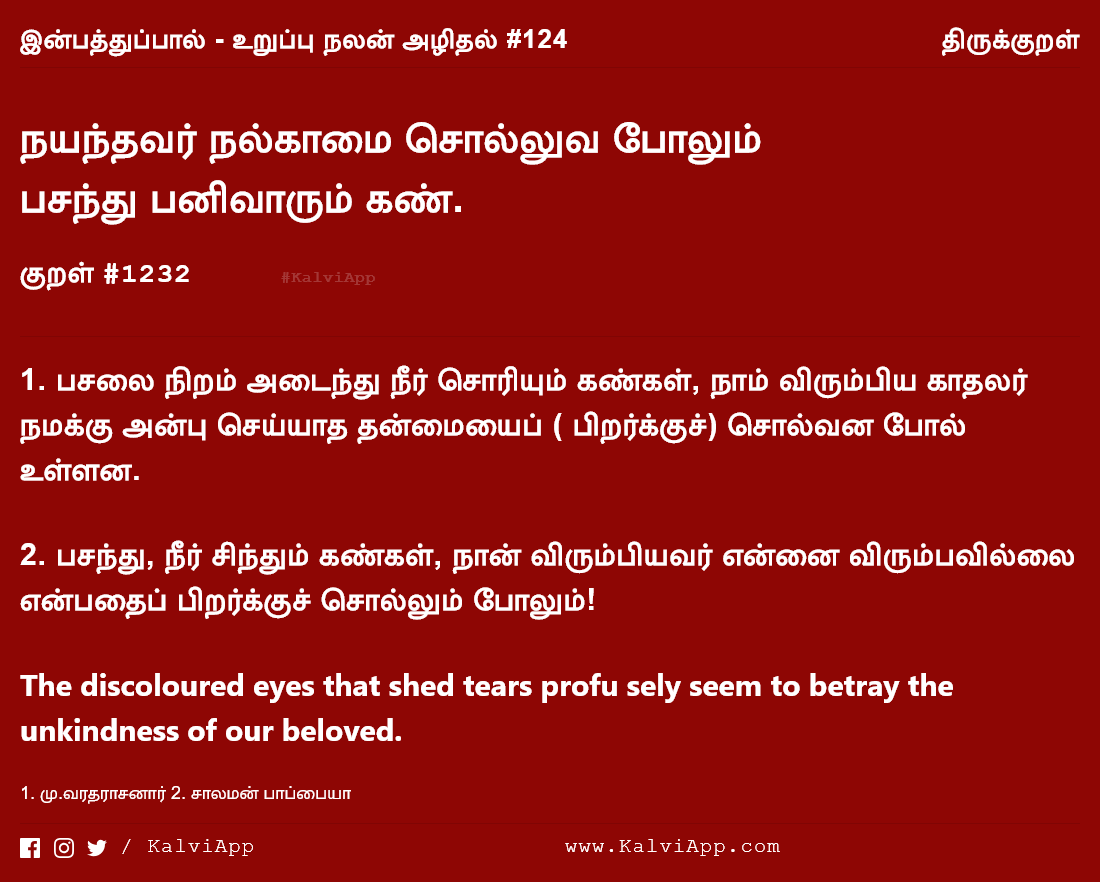 இன்பத்துப்பால் - உறுப்பு நலன் அழிதல் #124 திருக்குறள்
நயந்தவர் நல்காமை சொல்லுவ போலும்
பசந்து பனிவாரும் கண்.
குறள் #1232 #KalviApp
1. பசலை நிறம் அடைந்து நீர் சொரியும் கண்கள், நாம் விரும்பிய காதலர்
நமக்கு அன்பு செய்யாத தன்மையைப் ( பிறர்க்குச்) சொல்வன போல்
உள்ளன.
2. பசந்து, நீர் சிந்தும் கண்கள், நான் விரும்பியவர் என்னை விரும்பவில்லை
என்பதைப் பிறர்க்குச் சொல்லும் போலும்!
The discoloured eyes that shed tears profu sely seem to betray the
unkindness of our beloved.
1. மு.வரதராசனார் 2. சாலமன் பாப்பையா
/ KalviApp www.KalviApp.com